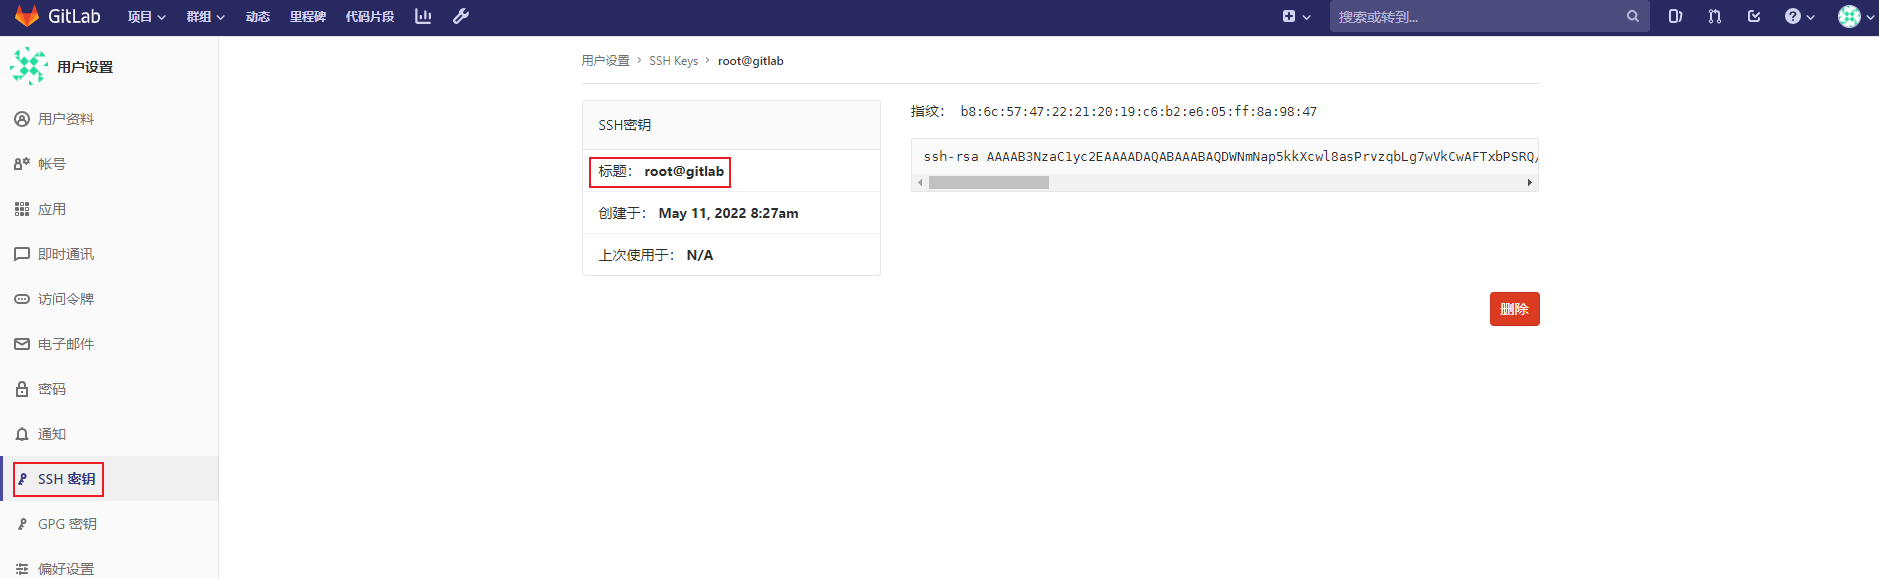 GitLab 项目 群组 动态 里程碑 代码片段 搜索或转到...
用户设置
用户资料
帐号
应用
即时通讯
访问令牌
电子邮件
密码
通知
SSH 密钥
GPG 密钥
偏好设置
用户设置 › SSH Keys › root@gitlab
SSH密钥
标题： root@gitlab
创建于： May 11, 2022 8:27am
上次使用于： N/A
指纹： b8:6c:57:47:22:21:20:19:c6:b2:e6:05:ff:8a:98:47
ssh-rsa AAAAB3NzaC1yc2EAAAADAQABAAABAQDWNmNap5kkXcwl8asPrvzqbLg7wVkCwAFTxbPSRQ/
删除